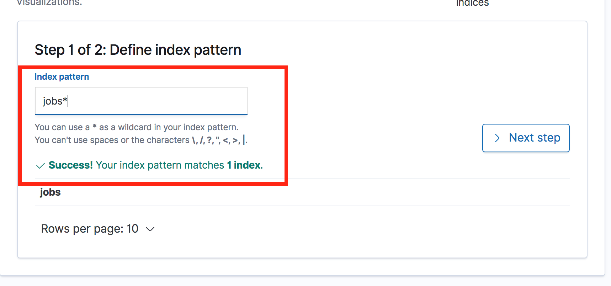 visualizations.
indices
Step 1 of 2: Define index pattern
Index pattern
jobs*
You can use a * as a wildcard in your index pattern.
You can't use spaces or the characters \, /, ?, ", <, >, |.
Next step
Success! Your index pattern matches 1 index.
jobs
Rows per page: 10